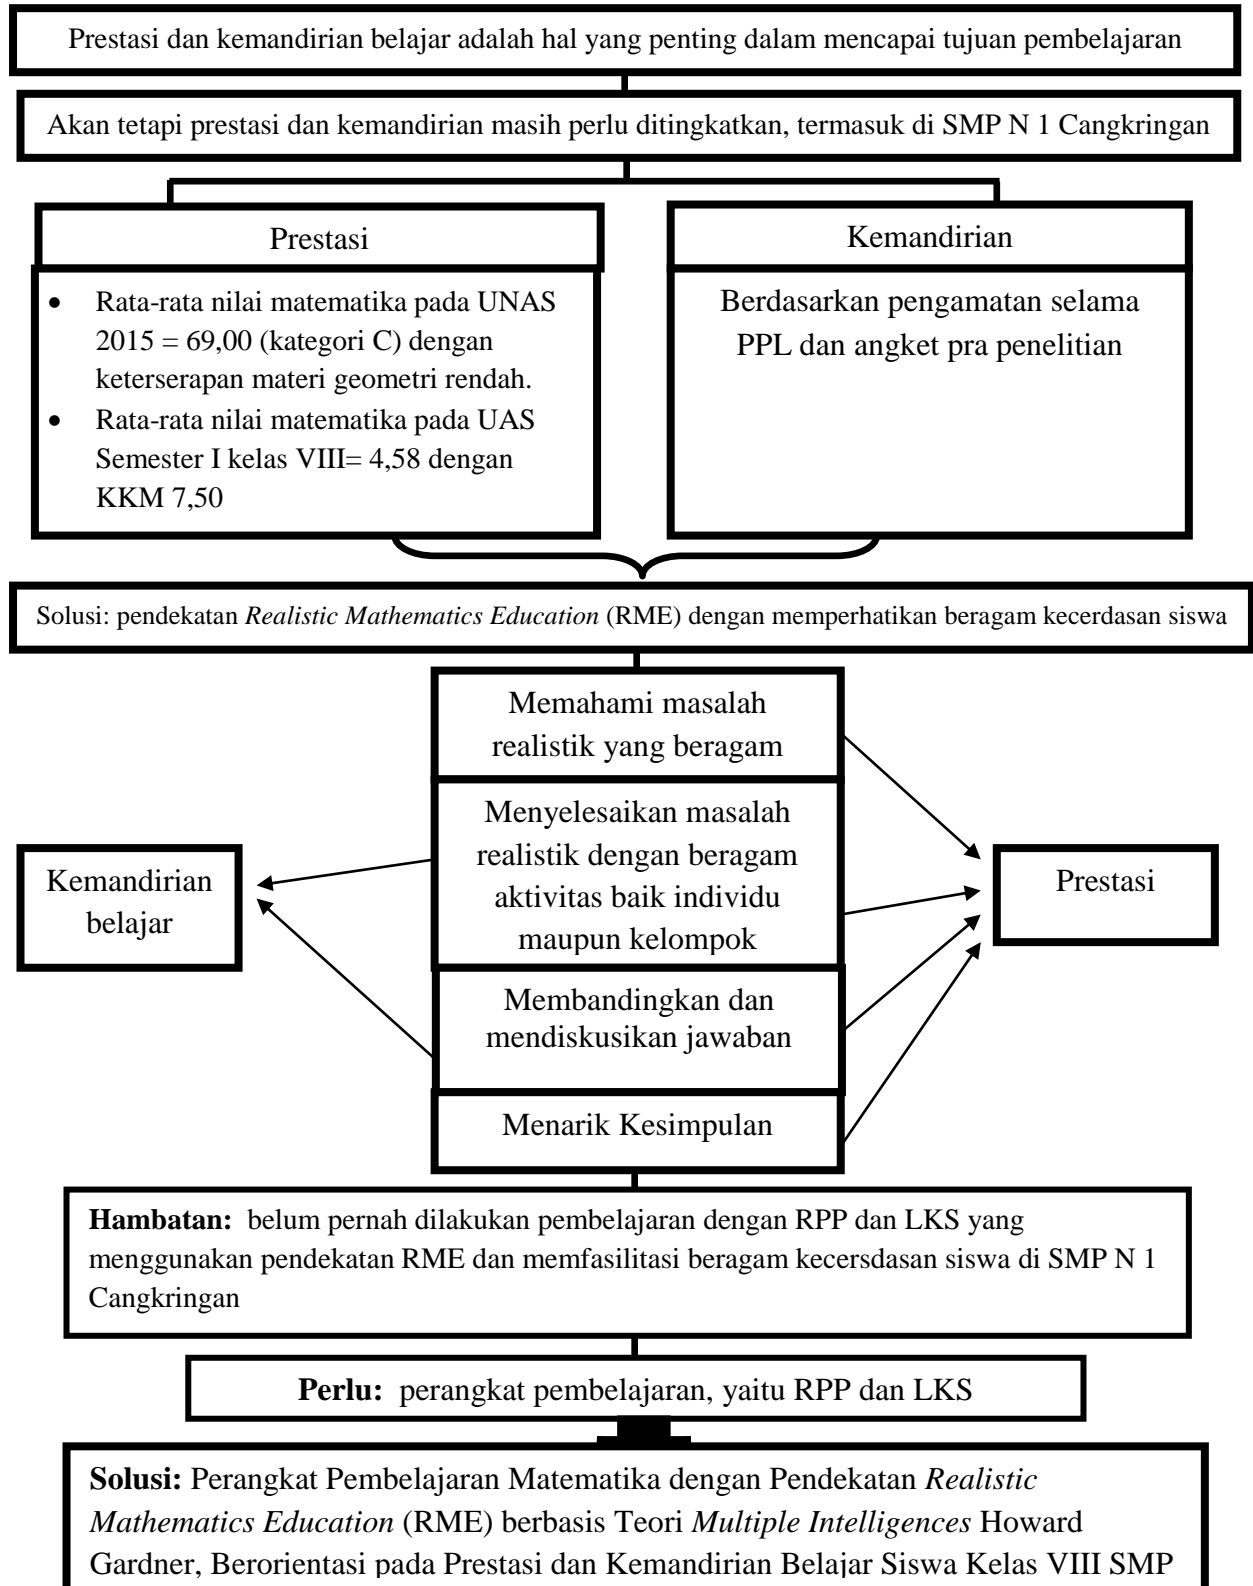 Prestasi dan kemandirian belajar adalah hal yang penting dalam mencapai tujuan pembelajaran
Akan tetapi prestasi dan kemandirian masih perlu ditingkatkan, termasuk di SMP N 1 Cangkringan
Prestasi
• Rata-rata nilai matematika pada UNAS
2015 = 69,00 (kategori C) dengan
keterserapan materi geometri rendah.
• Rata-rata nilai matematika pada UAS
Semester I kelas VIII= 4,58 dengan
KKM 7,50
Kemandirian
Berdasarkan pengamatan selama
PPL dan angket pra penelitian
Solusi: pendekatan Realistic Mathematics Education (RME) dengan memperhatikan beragam kecerdasan siswa
Memahami masalah
realistik yang beragam
Menyelesaikan masalah
realistik dengan beragam
aktivitas baik individu
maupun kelompok
Kemandirian
belajar
Prestasi
Membandingkan dan
mendiskusikan jawaban
Menarik Kesimpulan
Hambatan: belum pernah dilakukan pembelajaran dengan RPP dan LKS yang
menggunakan pendekatan RME dan memfasilitasi beragam kecersdasan siswa di SMP N 1
Cangkringan
Perlu: perangkat pembelajaran, yaitu RPP dan LKS
Solusi: Perangkat Pembelajaran Matematika dengan Pendekatan Realistic
Mathematics Education (RME) berbasis Teori Multiple Intelligences Howard
Gardner, Berorientasi pada Prestasi dan Kemandirian Belajar Siswa Kelas VIII SMP